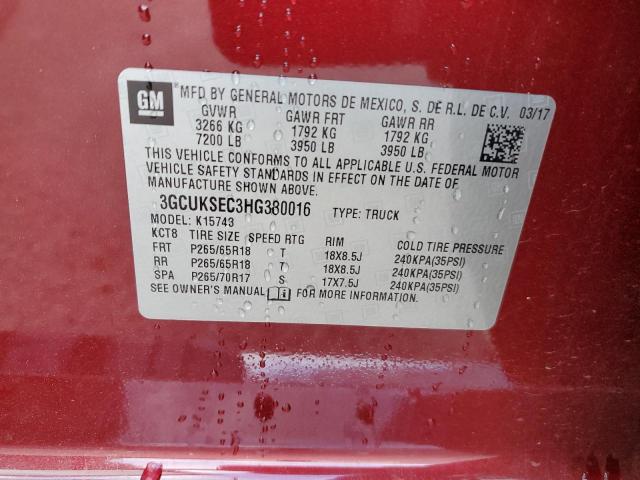 GM
MFD BY GENERAL MOTORS DE MEXICO, S. DE R.L. DE C.V. 03/17
GVWR GAWR FRT GAWR RR
3266 KG 1792 KG 1792 KG
7200 LB 3950 LB 3950 LB
THIS VEHICLE CONFORMS TO ALL APPLICABLE U.S. FEDERAL MOTOR
VEHICLE SAFETY STANDARDS IN EFFECT ON THE DATE OF
MANUFACTURE SHOWN ABOVE.
3GCUKSEC3HG380016 TYPE: TRUCK
MODEL: K15743
KCT8 TIRE SIZE SPEED RTG RIM COLD TIRE PRESSURE
FRT P265/65R18 T 18X8.5J 240KPA(35PSI)
RR P265/65R18 T 18X8.5J 240KPA(35PSI)
SPA P265/70R17 S 17X7.5J 240KPA(35PSI)
SEE OWNER'S MANUAL FOR MORE INFORMATION.